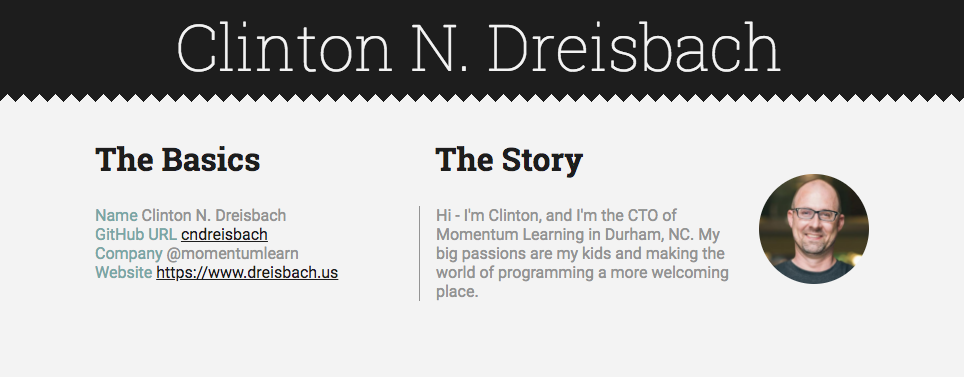 Clinton N. Dreisbach
The Basics
Name Clinton N. Dreisbach
GitHub URL cndreisbach
Company @momentumlearn
Website https://www.dreisbach.us
The Story
Hi - I'm Clinton, and I'm the CTO of
Momentum Learning in Durham, NC. My
big passions are my kids and making the
world of programming a more welcoming
place.